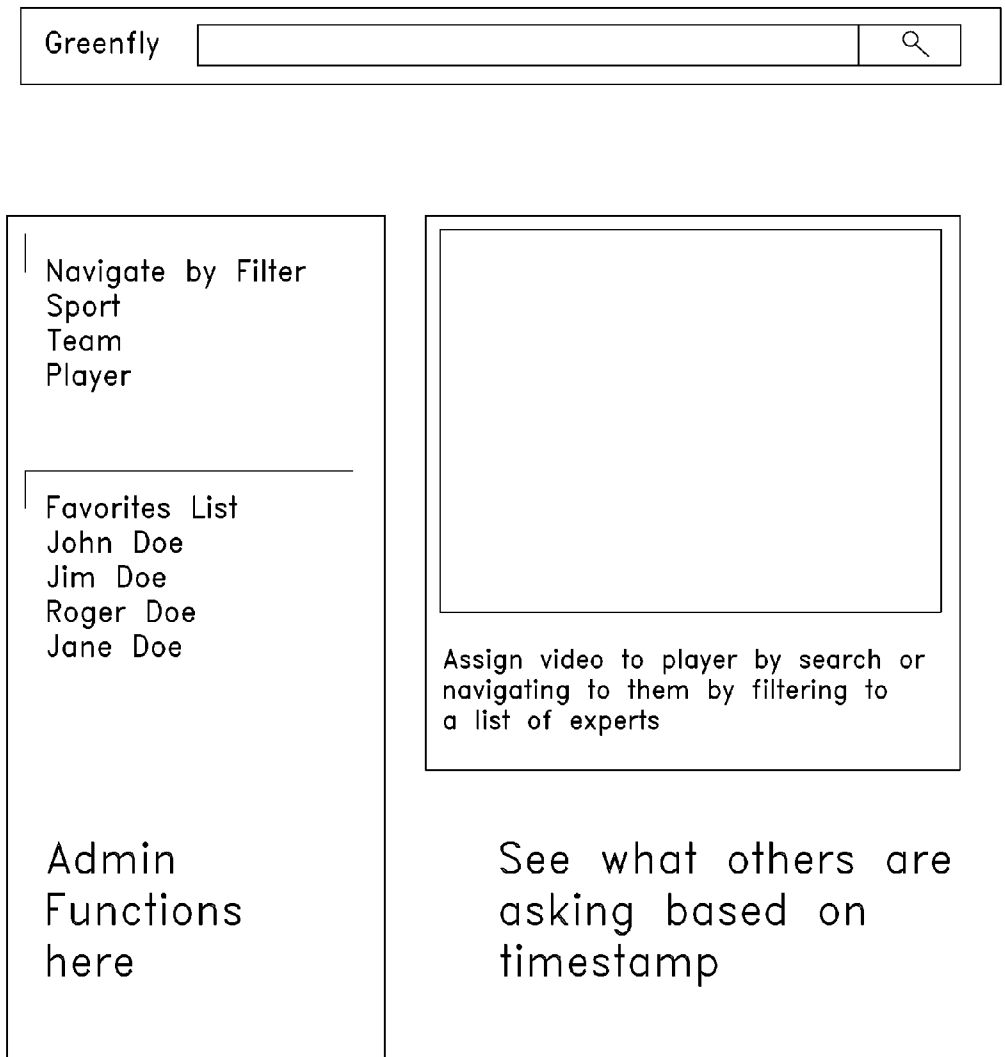 Greenfly
Navigate by Filter
Sport
Team
Player
Favorites List
John Doe
Jim Doe
Roger Doe
Jane Doe
Admin
Functions
here
Assign video to player by search or
navigating to them by filtering to
a list of experts
See what others are
asking based on
timestamp